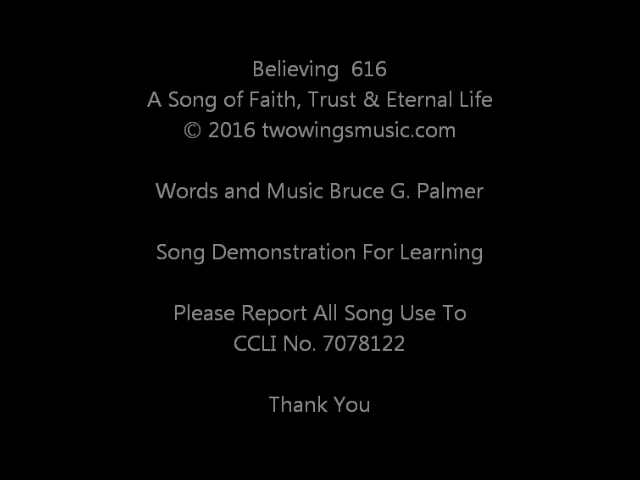 Believing  616
A Song of Faith, Trust & Eternal Life
© 2016 twowingsmusic.com
Words and Music Bruce G. Palmer
Song Demonstration For Learning
Please Report All Song Use To
CCLI No. 7078122
Thank You